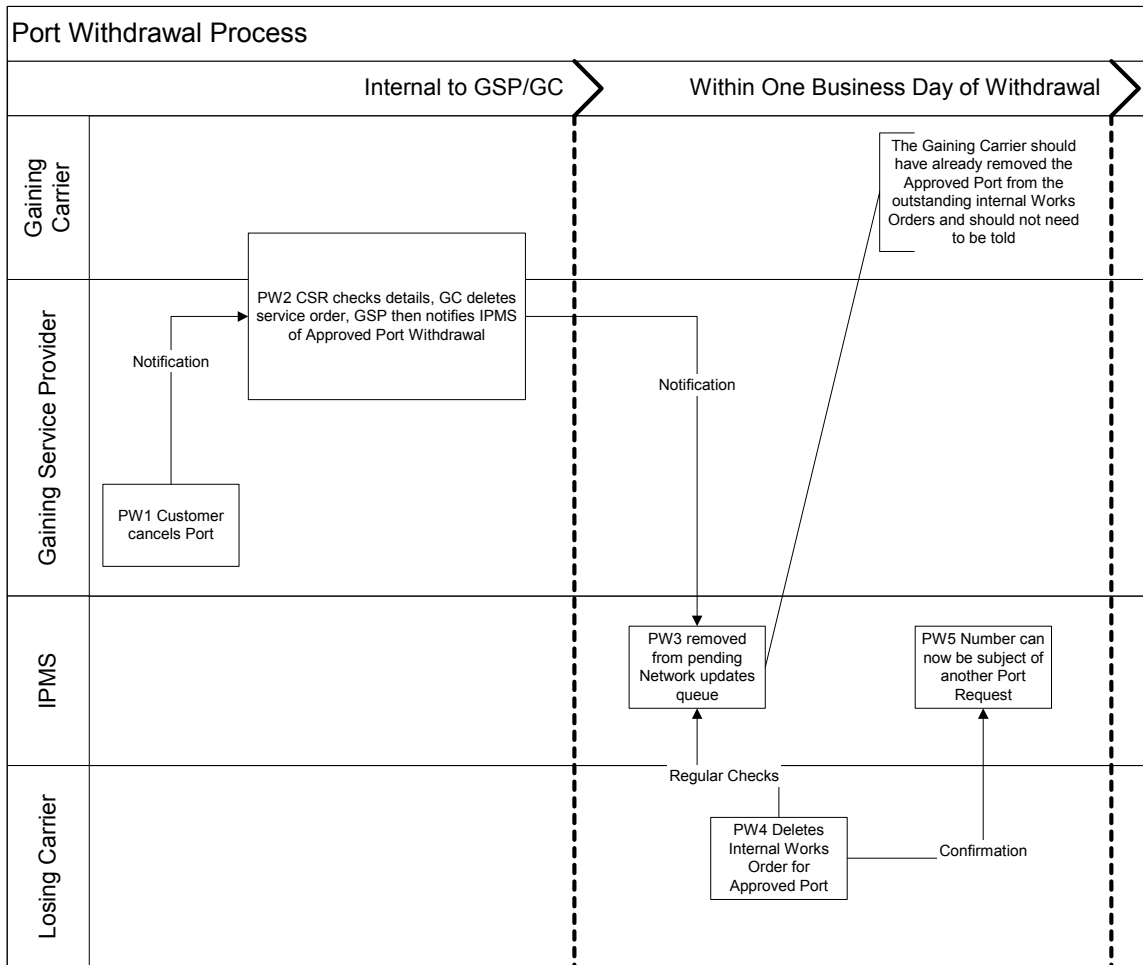 Port Withdrawal Process
Internal to GSP/GC
Within One Business Day of Withdrawal
Gaining
Carrier
The Gaining Carrier should
have already removed the
Approved Port from the
outstanding internal Works
Orders and should not need
to be told
Gaining Service Provider
PW2 CSR checks details, GC deletes
service order, GSP then notifies IPMS
of Approved Port Withdrawal
Notification
Notification
PW1 Customer
cancels Port
IPMS
PW3 removed
from pending
Network updates
queue
PW5 Number can
now be subject of
another Port
Request
Losing Carrier
Regular Checks
PW4 Deletes
Internal Works
Order for
Approved Port
Confirmation